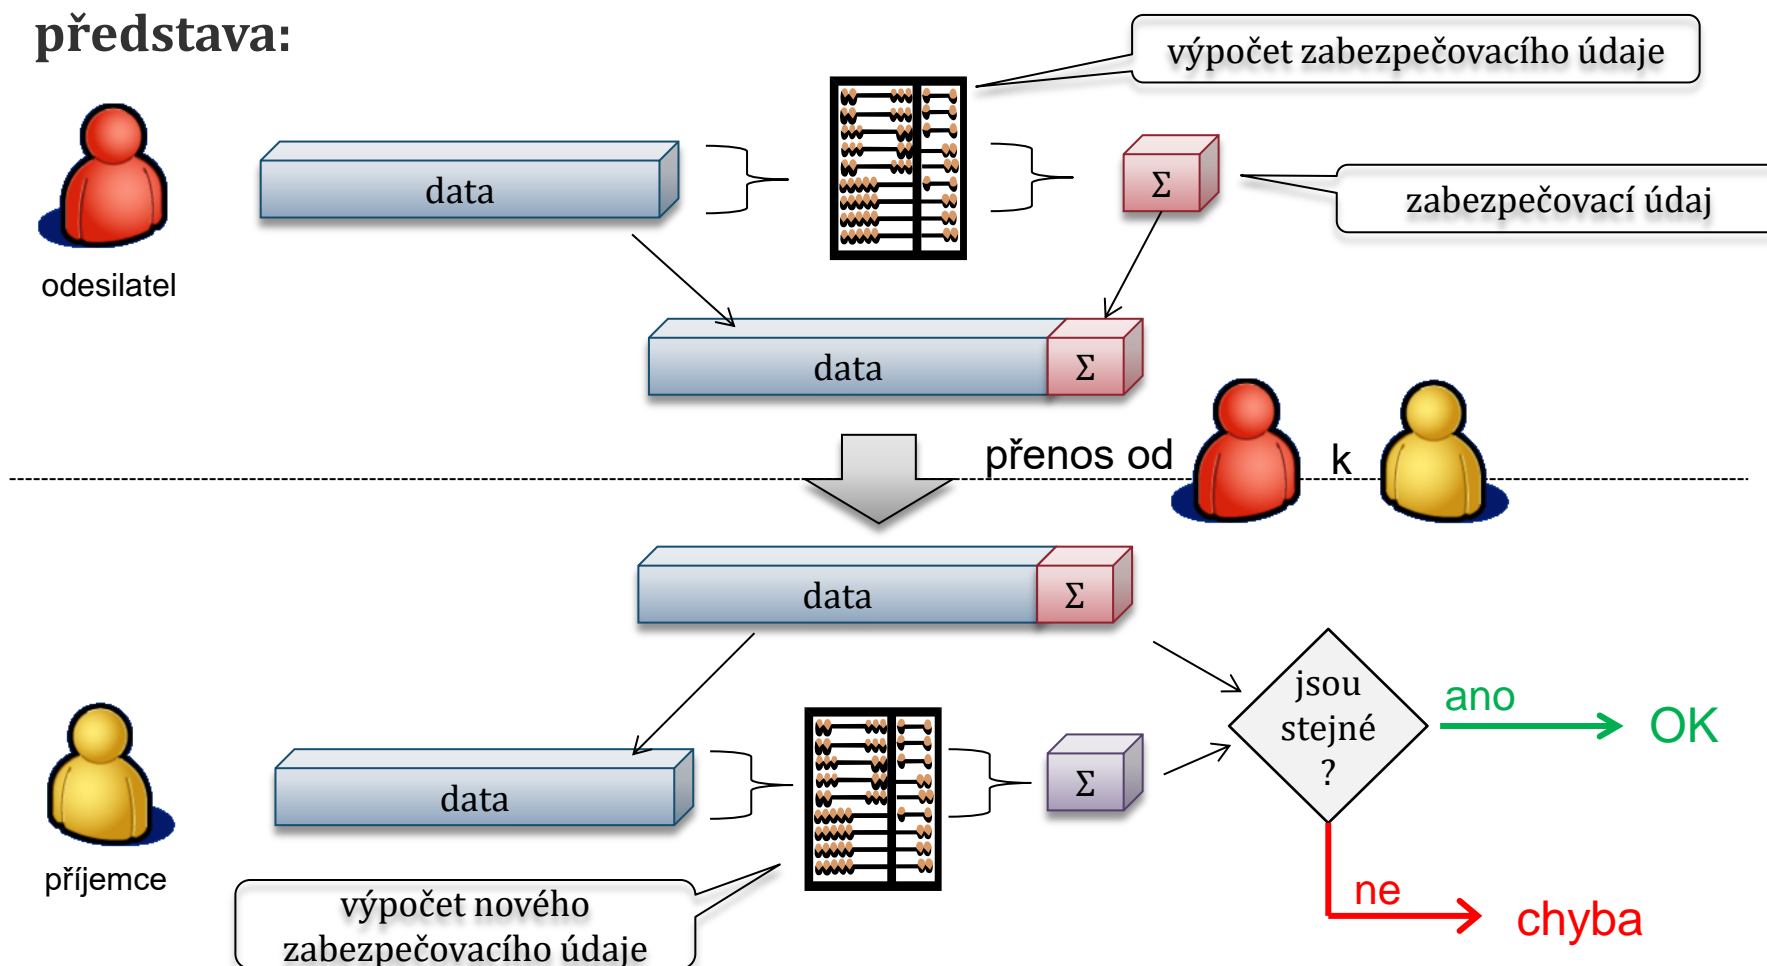 představa:
výpočet zabezpečovacího údaje
data
Σ
zabezpečovací údaj
odesilatel
data
Σ
přenos od
k
data
Σ
jsou
stejné
?
ano
OK
data
Σ
příjemce
ne
chyba
výpočet nového
zabezpečovacího údaje